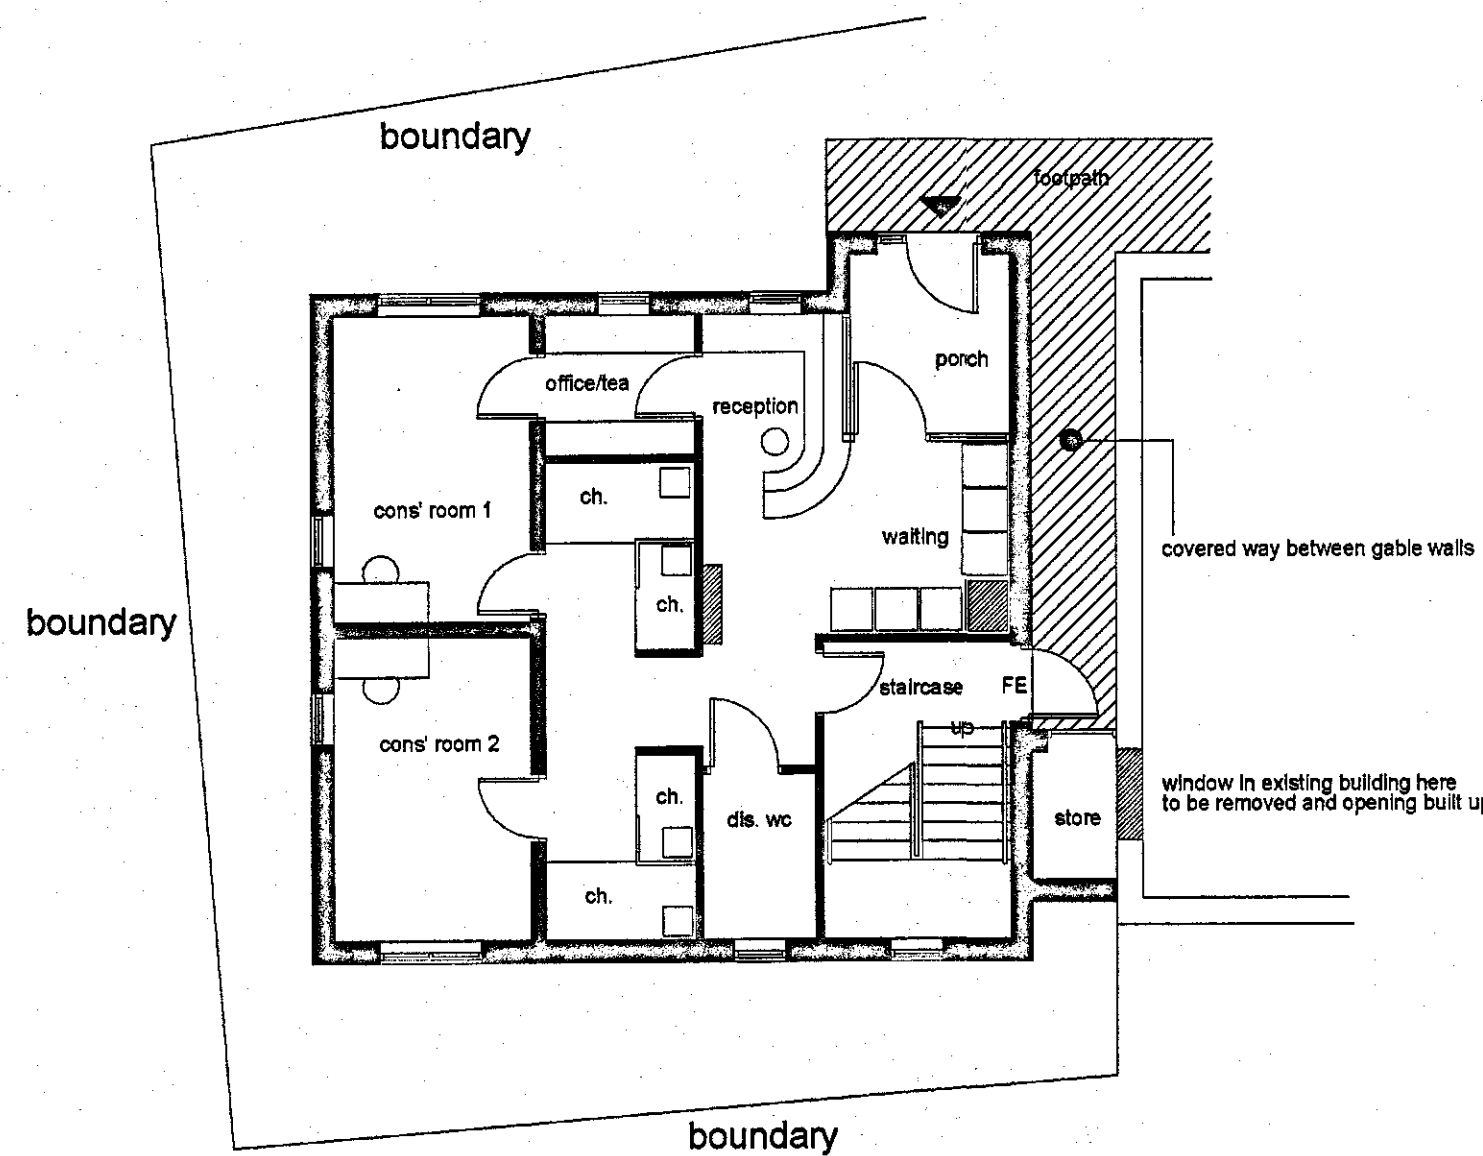 boundary
footpath
porch
office/tea
reception
ch.
cons' room 1
waiting
covered way between gable walls
ch.
boundary
staircase
FE
up
cons' room 2
window in existing building here
to be removed and opening built up
ch.
dis. wc
store
ch.
boundary